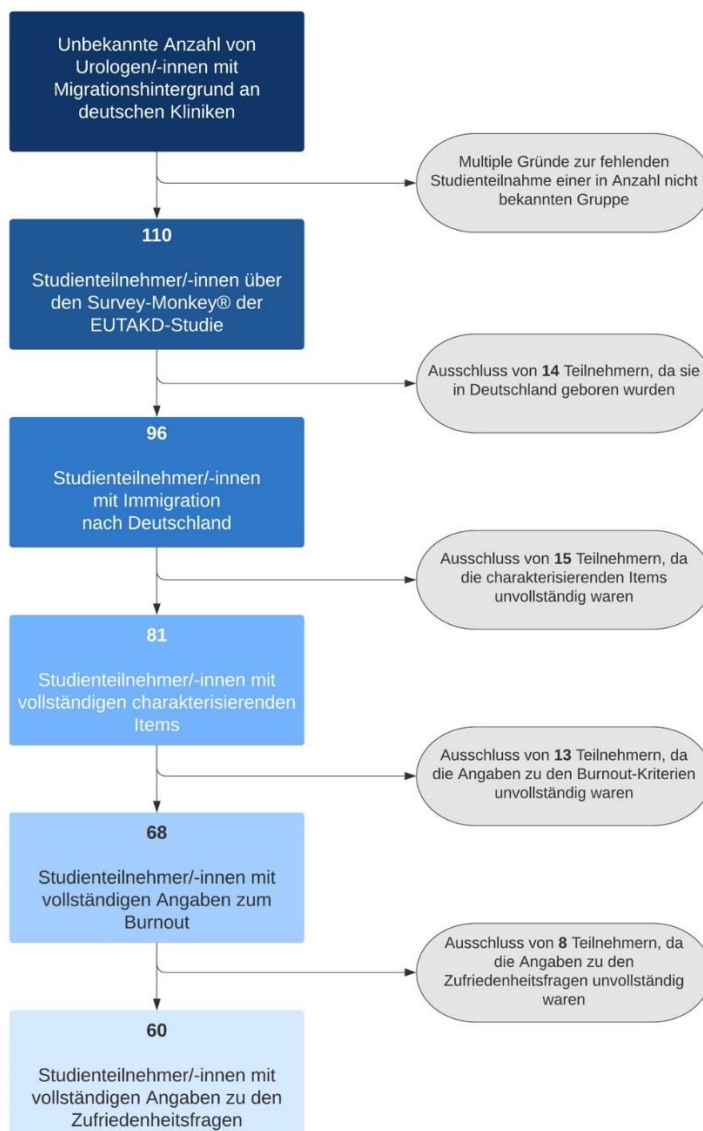 Unbekannte Anzahl von
Urologen/-innen mit
Migrationshintergrund an
deutschen Kliniken
Multiple Gründe zur fehlenden
Studienteilnahme einer in Anzahl nicht
bekannten Gruppe
110
Studienteilnehmer/-innen über
den Survey-Monkey® der
EUTAKD-Studie
Ausschluss von 14 Teilnehmern, da sie
in Deutschland geboren wurden
96
Studienteilnehmer/-innen
mit Immigration
nach Deutschland
Ausschluss von 15 Teilnehmern, da
die charakterisierenden Items
unvollständig waren
81
Studienteilnehmer/-innen mit
vollständigen charakterisierenden
Items
Ausschluss von 13 Teilnehmern, da
die Angaben zu den Burnout-Kriterien
unvollständig waren
68
Studienteilnehmer/-innen mit
vollständigen Angaben zum
Burnout
Ausschluss von 8 Teilnehmern, da
die Angaben zu den
Zufriedenheitsfragen unvollständig
waren
60
Studienteilnehmer/-innen mit
vollständigen Angaben zu den
Zufriedenheitsfragen